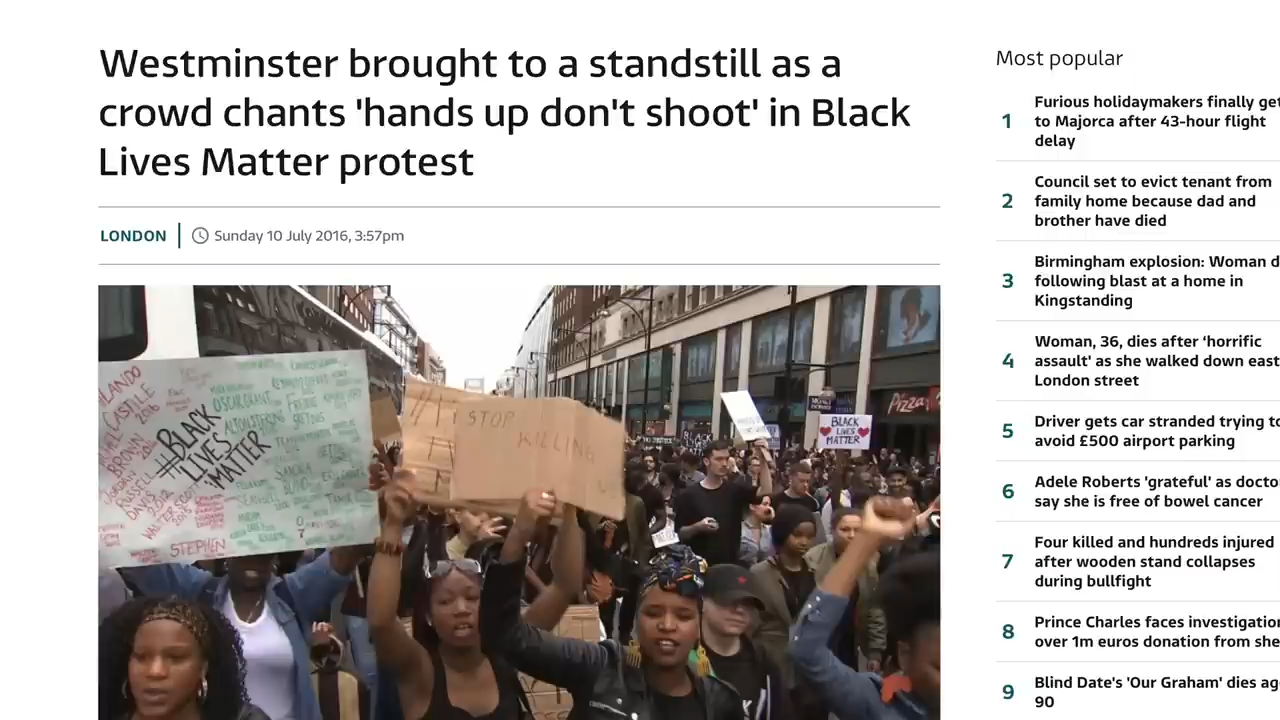 Westminster brought to a standstill as a
crowd chants 'hands up don't shoot' in Black
Lives Matter protest
LONDON
Sunday 10 July 2016, 3:57pm
#BLACK
LIVES
MATTER
CASTILE
2016
OSCAR GRANT
ALTON STERLING
STEPHEN
STOP
KILLING
BLACK
LIVES
MATTER
Pizza
Most popular
1
Furious holidaymakers finally get
to Majorca after 43-hour flight
delay
2
Council set to evict tenant from
family home because dad and
brother have died
3
Birmingham explosion: Woman d
following blast at a home in
Kingstanding
4
Woman, 36, dies after ‘horrific
assault' as she walked down east
London street
5
Driver gets car stranded trying to
avoid £500 airport parking
6
Adele Roberts 'grateful' as docto
say she is free of bowel cancer
7
Four killed and hundreds injured
after wooden stand collapses
during bullfight
8
Prince Charles faces investigation
over 1m euros donation from she
9
Blind Date's 'Our Graham' dies ag
90